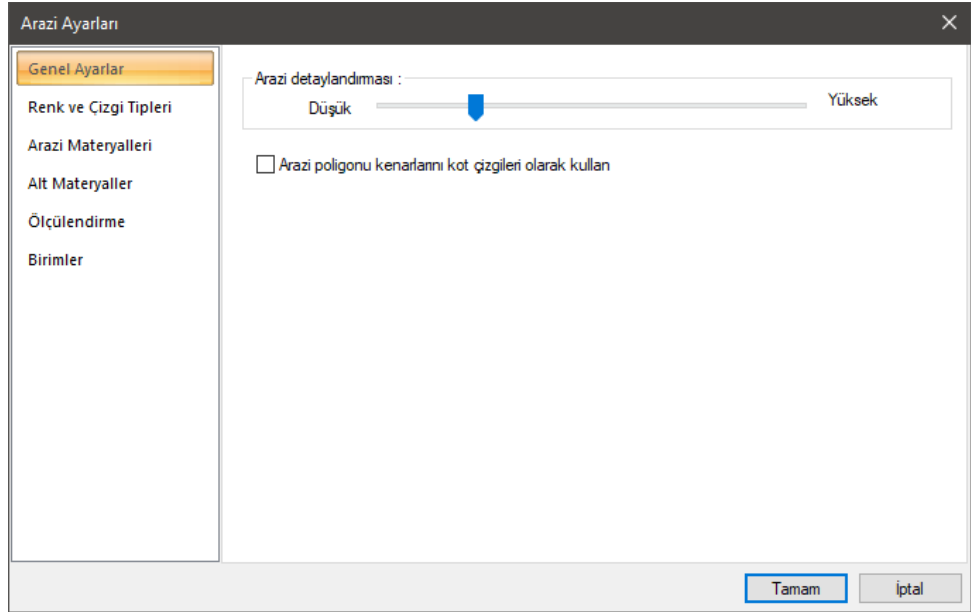 Arazi Ayarları
Genel Ayarlar
Renk ve Çizgi Tipleri
Arazi Materyalleri
Alt Materyaller
Ölçülendirme
Birimler
Arazi detaylandırması :
Düşük
Yüksek
Arazi poligonu kenarlarını kot çizgileri olarak kullan
Tamam
İptal